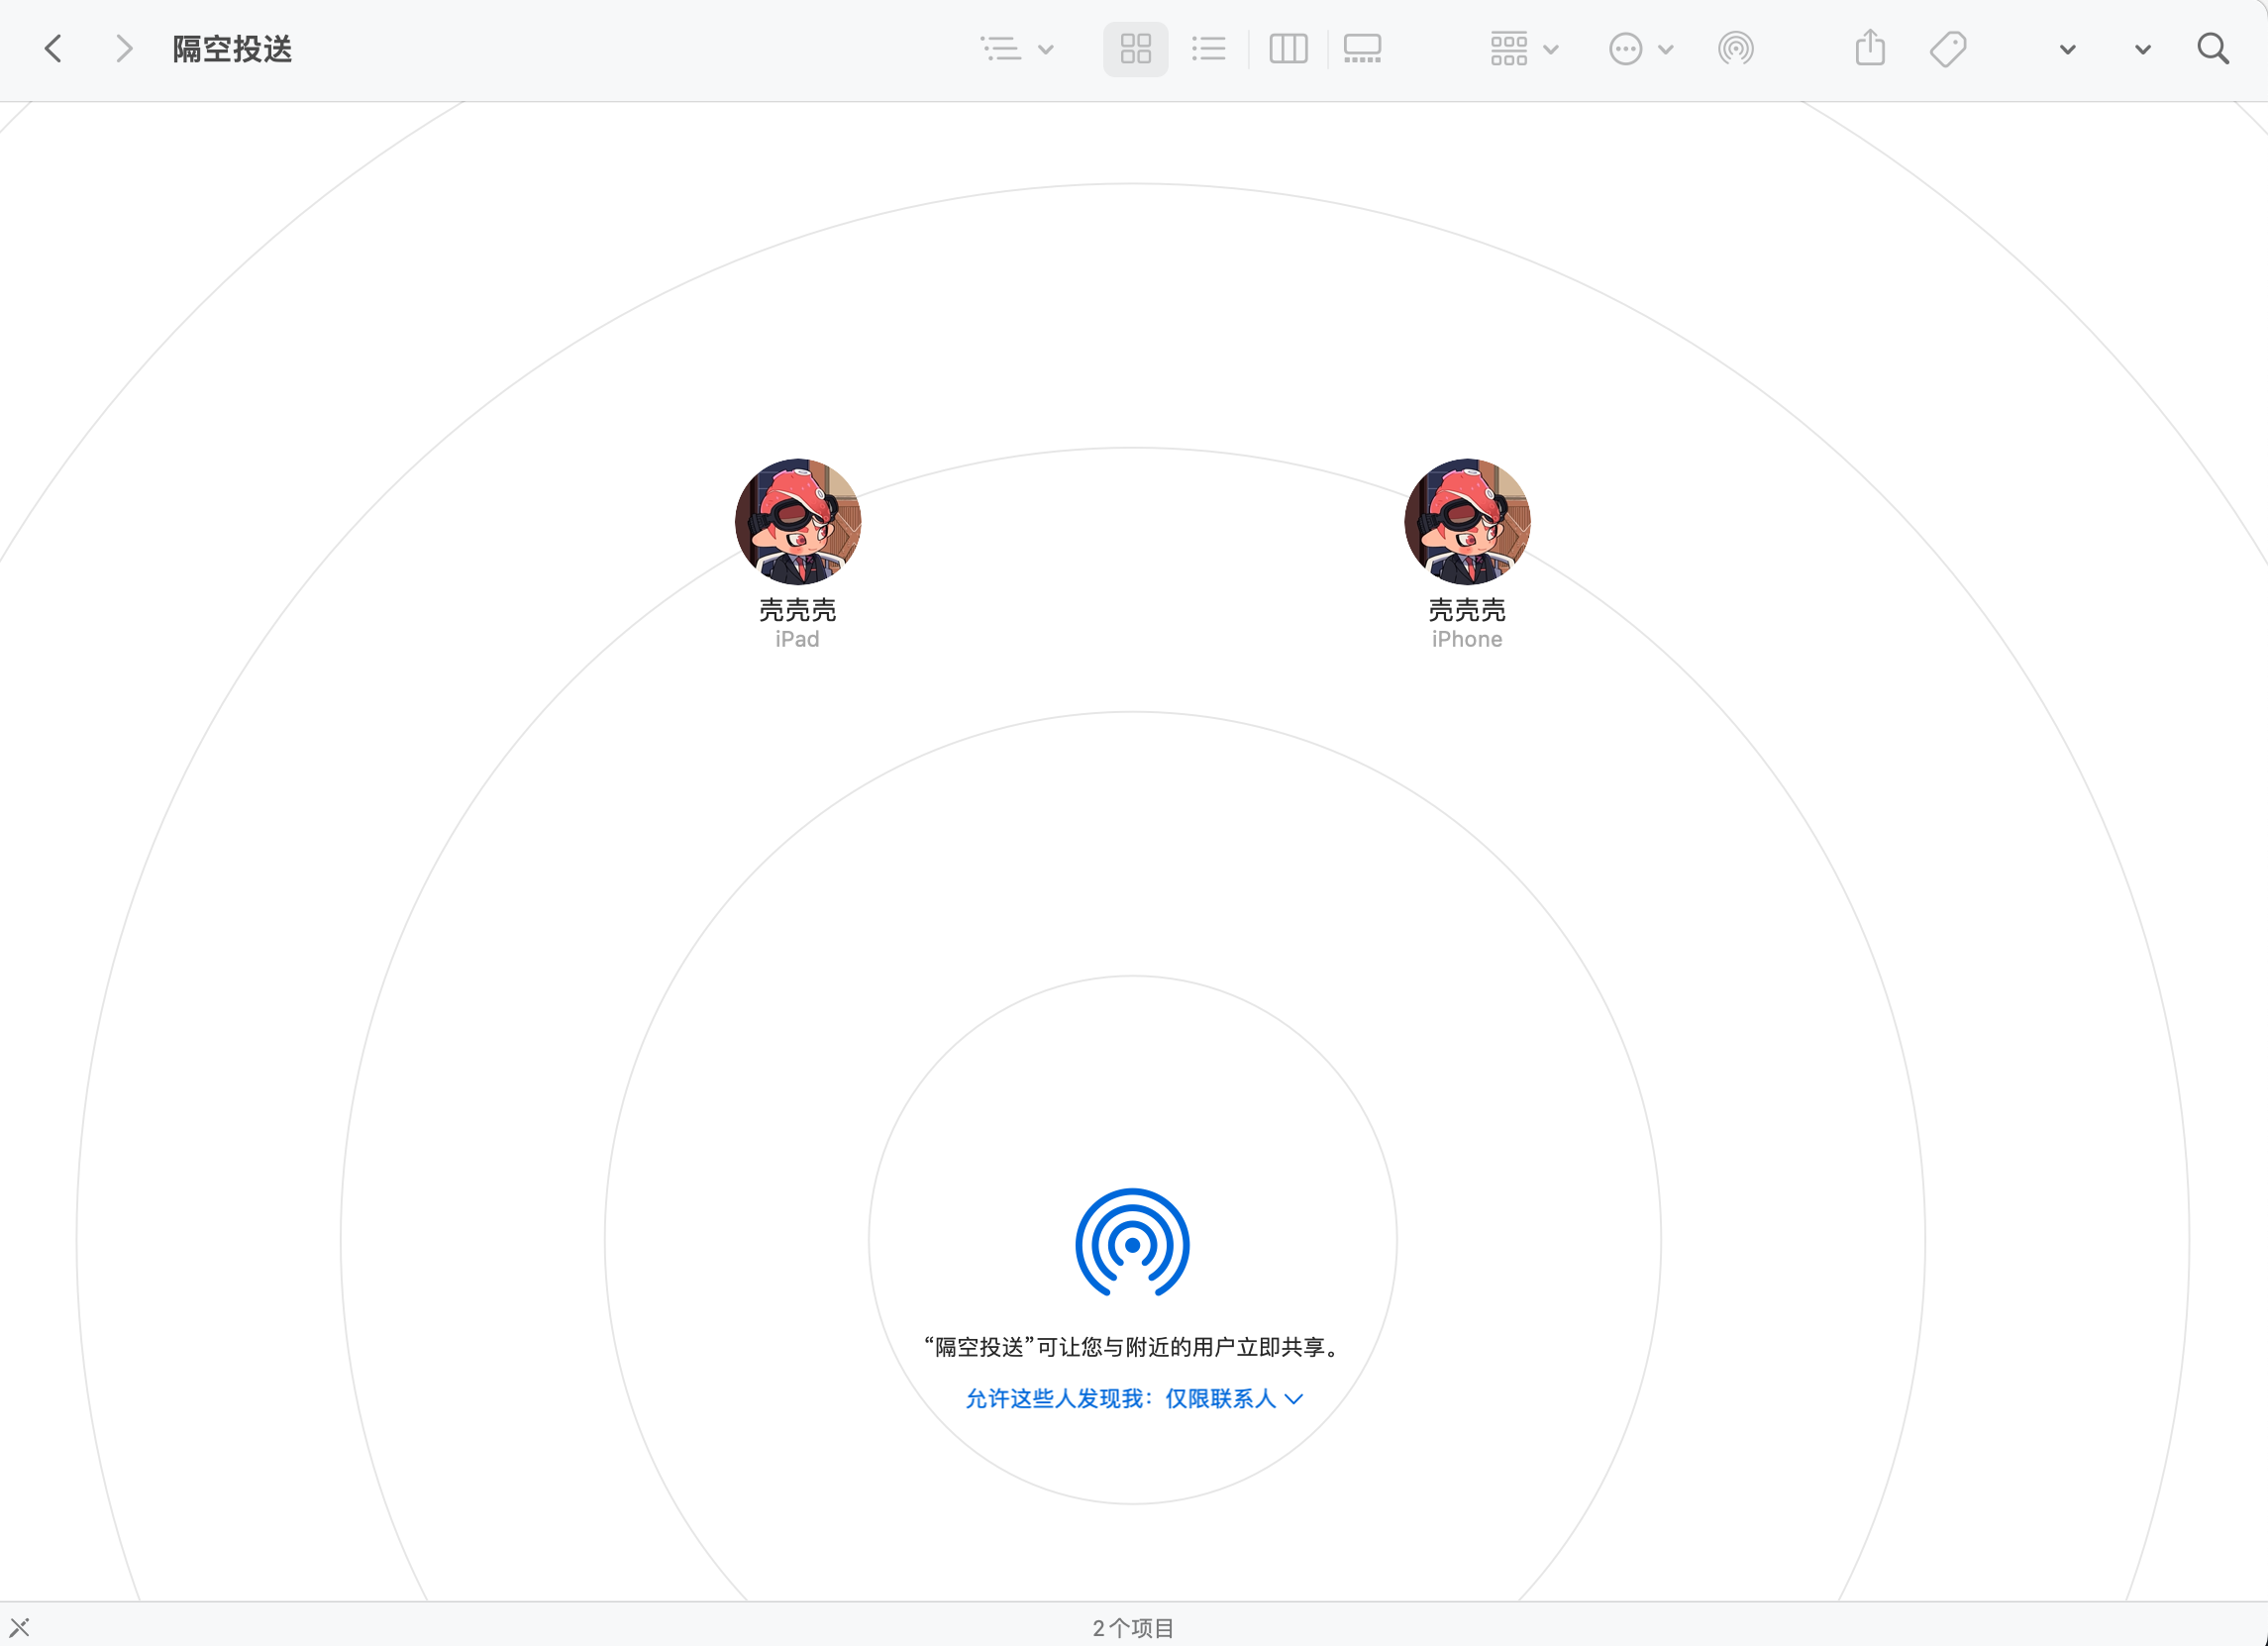 隔空投送
壳壳壳
iPad
壳壳壳
iPhone
“隔空投送”可让您与附近的用户立即共享。
允许这些人发现我：仅限联系人
2个项目